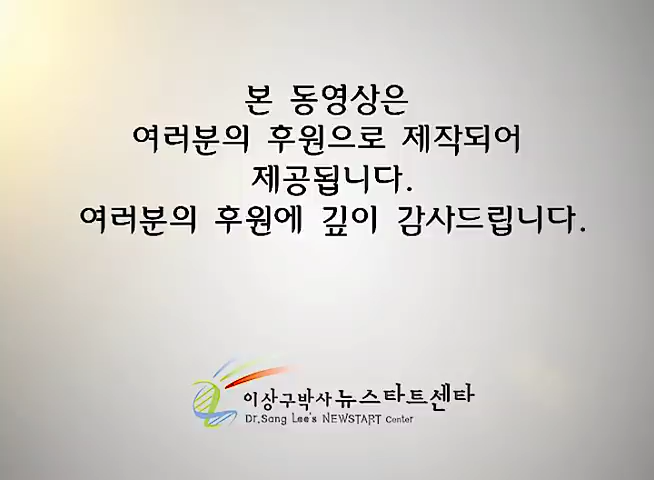 본 동영상은
여러분의 후원으로 제작되어
제공됩니다.
여러분의 후원에 깊이 감사드립니다.
이상구박사 뉴스타트센타
Dr.Sang Lee's NEWSTART Center